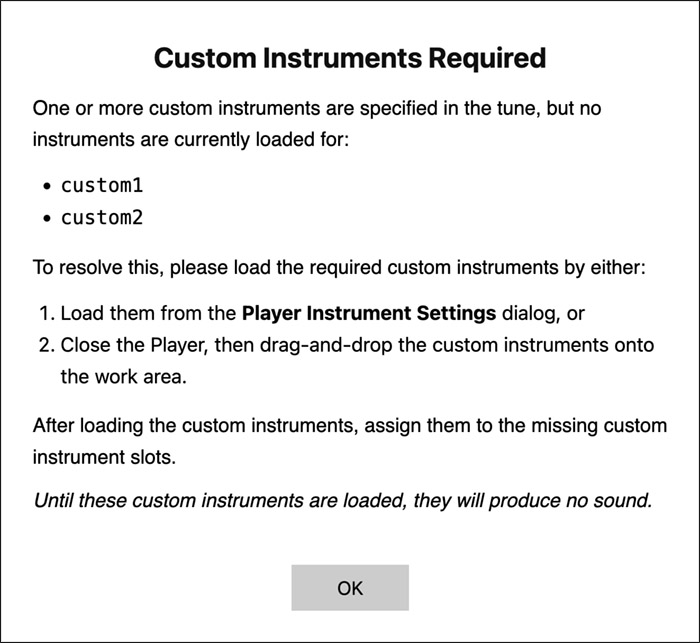 Custom Instruments Required
One or more custom instruments are specified in the tune, but no
instruments are currently loaded for:
• custom1
• custom2
To resolve this, please load the required custom instruments by either:
1. Load them from the Player Instrument Settings dialog, or
2. Close the Player, then drag-and-drop the custom instruments onto
the work area.
After loading the custom instruments, assign them to the missing custom
instrument slots.
Until these custom instruments are loaded, they will produce no sound.
OK